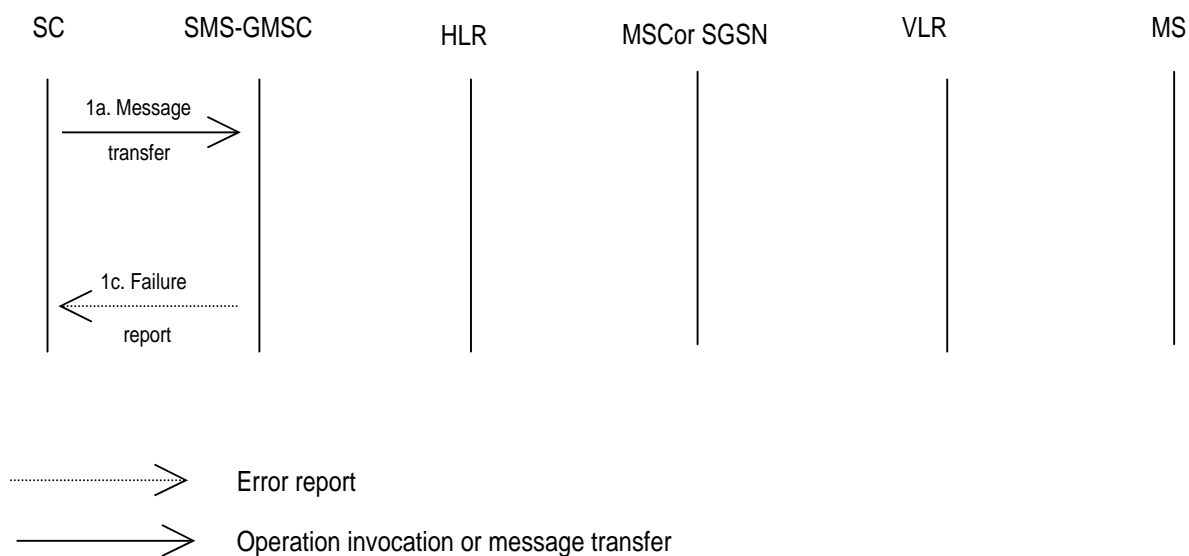 SC SMS-GMSC HLR MSCor SGSN VLR MS
1a. Message
transfer
1c. Failure
report
Error report
Operation invocation or message transfer